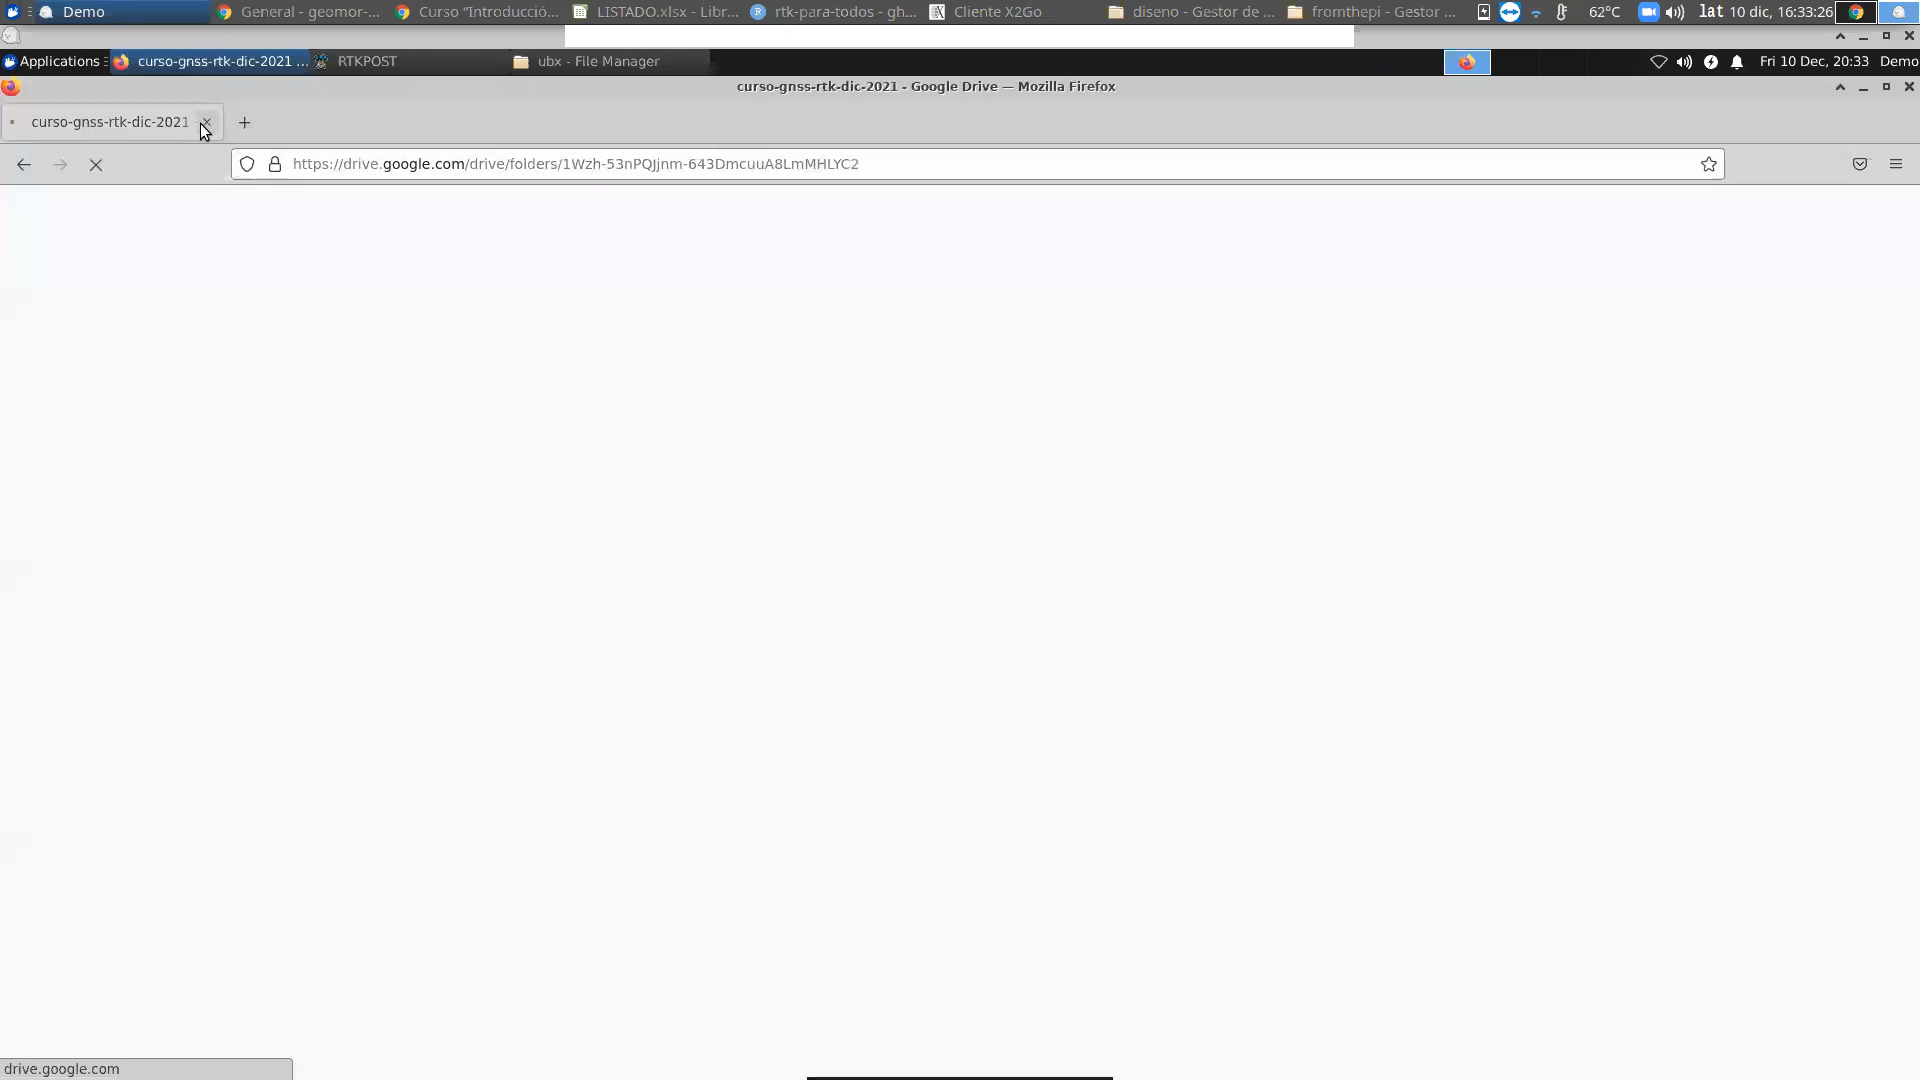 Demo
General - geomor-...
Curso "Introducció...
LISTADO.xlsx - Libr...
rtk-para-todos - gh...
Cliente X2Go
diseno - Gestor de ...
fromthepi - Gestor ...
62°C
lat 10 dic, 16:33:26
Applications
curso-gnss-rtk-dic-2021 ...
RTKPOST
ubx - File Manager
Fri 10 Dec, 20:33
Demo
curso-gnss-rtk-dic-2021 - Google Drive — Mozilla Firefox
curso-gnss-rtk-dic-2021
https://drive.google.com/drive/folders/1Wzh-53nPQJjnm-643DmcuuA8LmMHLYC2
drive.google.com